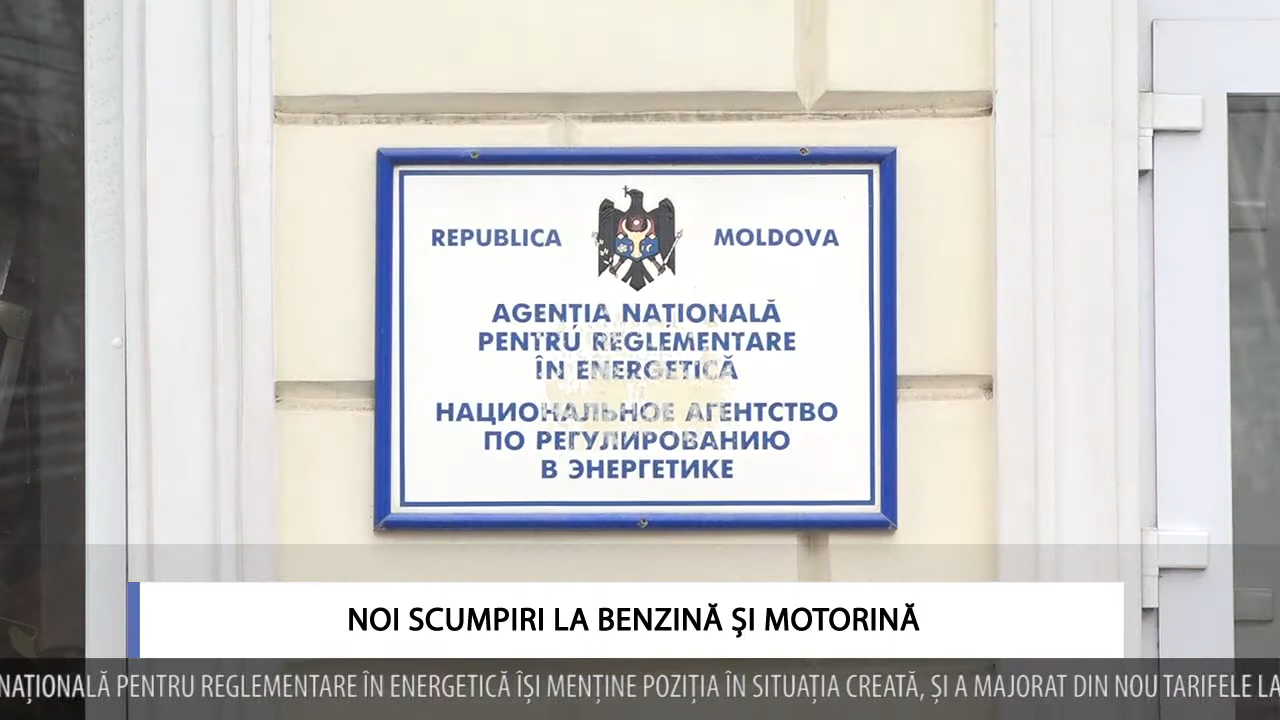 REPUBLICA MOLDOVA
AGENȚIA NAȚIONALĂ
PENTRU REGLEMENTARE
ÎN ENERGETICĂ
НАЦИОНАЛЬНОЕ АГЕНТСТВО
ПО РЕГУЛИРОВАНИЮ
В ЭНЕРГЕТИКЕ
NOI SCUMPIRI LA BENZINĂ ŞI MOTORINĂ
NAȚIONALĂ PENTRU REGLEMENTARE ÎN ENERGETICĂ ÎȘI MENȚINE POZIȚIA ÎN SITUAȚIA CREATĂ, ȘI A MAJORAT DIN NOU TARIFELE LA